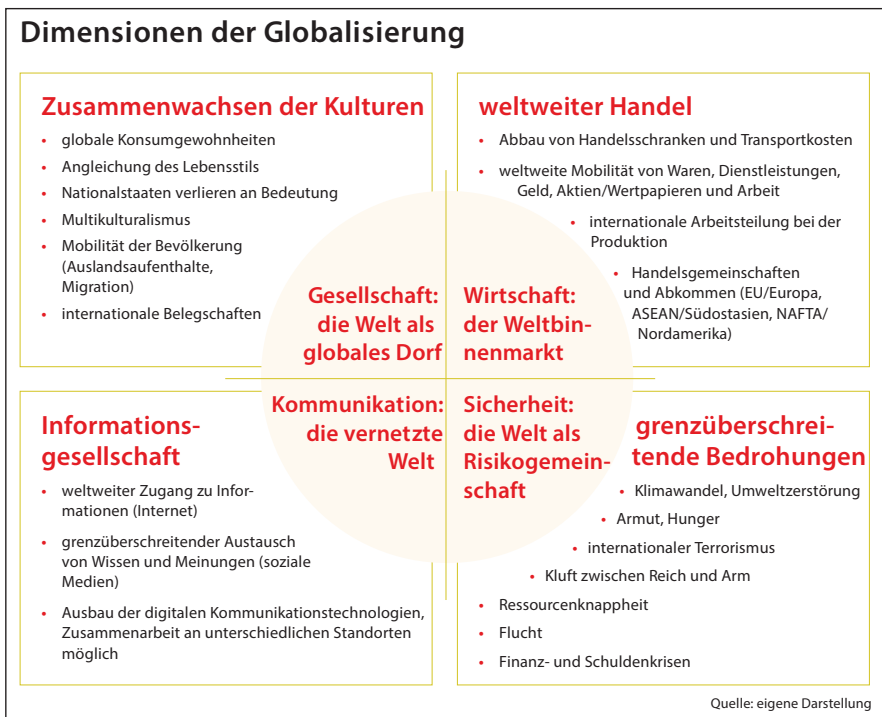 Dimensionen der Globalisierung
Zusammenwachsen der Kulturen
• globale Konsumgewohnheiten
• Angleichung des Lebensstils
• Nationalstaaten verlieren an Bedeutung
• Multikulturalismus
• Mobilität der Bevölkerung
(Auslandsaufenthalte,
Migration)
• internationale Belegschaften
Gesellschaft:
die Welt als
globales Dorf
weltweiter Handel
• Abbau von Handelsschranken und Transportkosten
• weltweite Mobilität von Waren, Dienstleistungen,
Geld, Aktien/Wertpapieren und Arbeit
• internationale Arbeitsteilung bei der
Produktion
• Handelsgemeinschaften
und Abkommen (EU/Europa,
ASEAN/Südostasien, NAFTA/
Nordamerika)
Wirtschaft:
der Weltbin-
nenmarkt
Informations-
gesellschaft
• weltweiter Zugang zu Infor-
mationen (Internet)
• grenzüberschreitender Austausch
von Wissen und Meinungen (soziale
Medien)
• Ausbau der digitalen Kommunikationstechnologien,
Zusammenarbeit an unterschiedlichen Standorten
möglich
Kommunikation:
die vernetzte
Welt
Sicherheit:
die Welt als
Risikogemein-
schaft
grenzüberschrei-
tende Bedrohungen
• Klimawandel, Umweltzerstörung
• Armut, Hunger
• internationaler Terrorismus
• Kluft zwischen Reich und Arm
• Ressourcenknappheit
• Flucht
• Finanz- und Schuldenkrisen
Quelle: eigene Darstellung